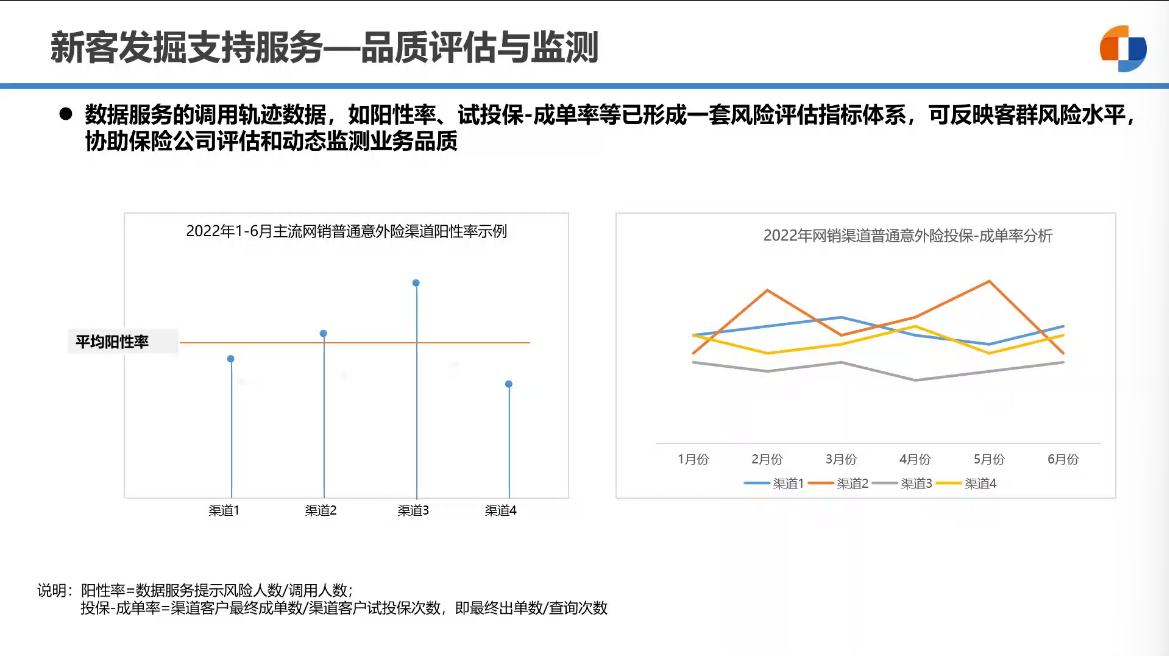 新客发掘支持服务—品质评估与监测
● 数据服务的调用轨迹数据，如阳性率、试投保-成单率等已形成一套风险评估指标体系，可反映客群风险水平，
协助保险公司评估和动态监测业务品质
2022年1-6月主流网销普通意外险渠道阳性率示例
平均阳性率
渠道1 渠道2 渠道3 渠道4
2022年网销渠道普通意外险投保-成单率分析
1月份 2月份 3月份 4月份 5月份 6月份
渠道1 渠道2 渠道3 渠道4
说明：阳性率=数据服务提示风险人数/调用人数；
投保-成单率=渠道客户最终成单数/渠道客户试投保次数，即最终出单数/查询次数